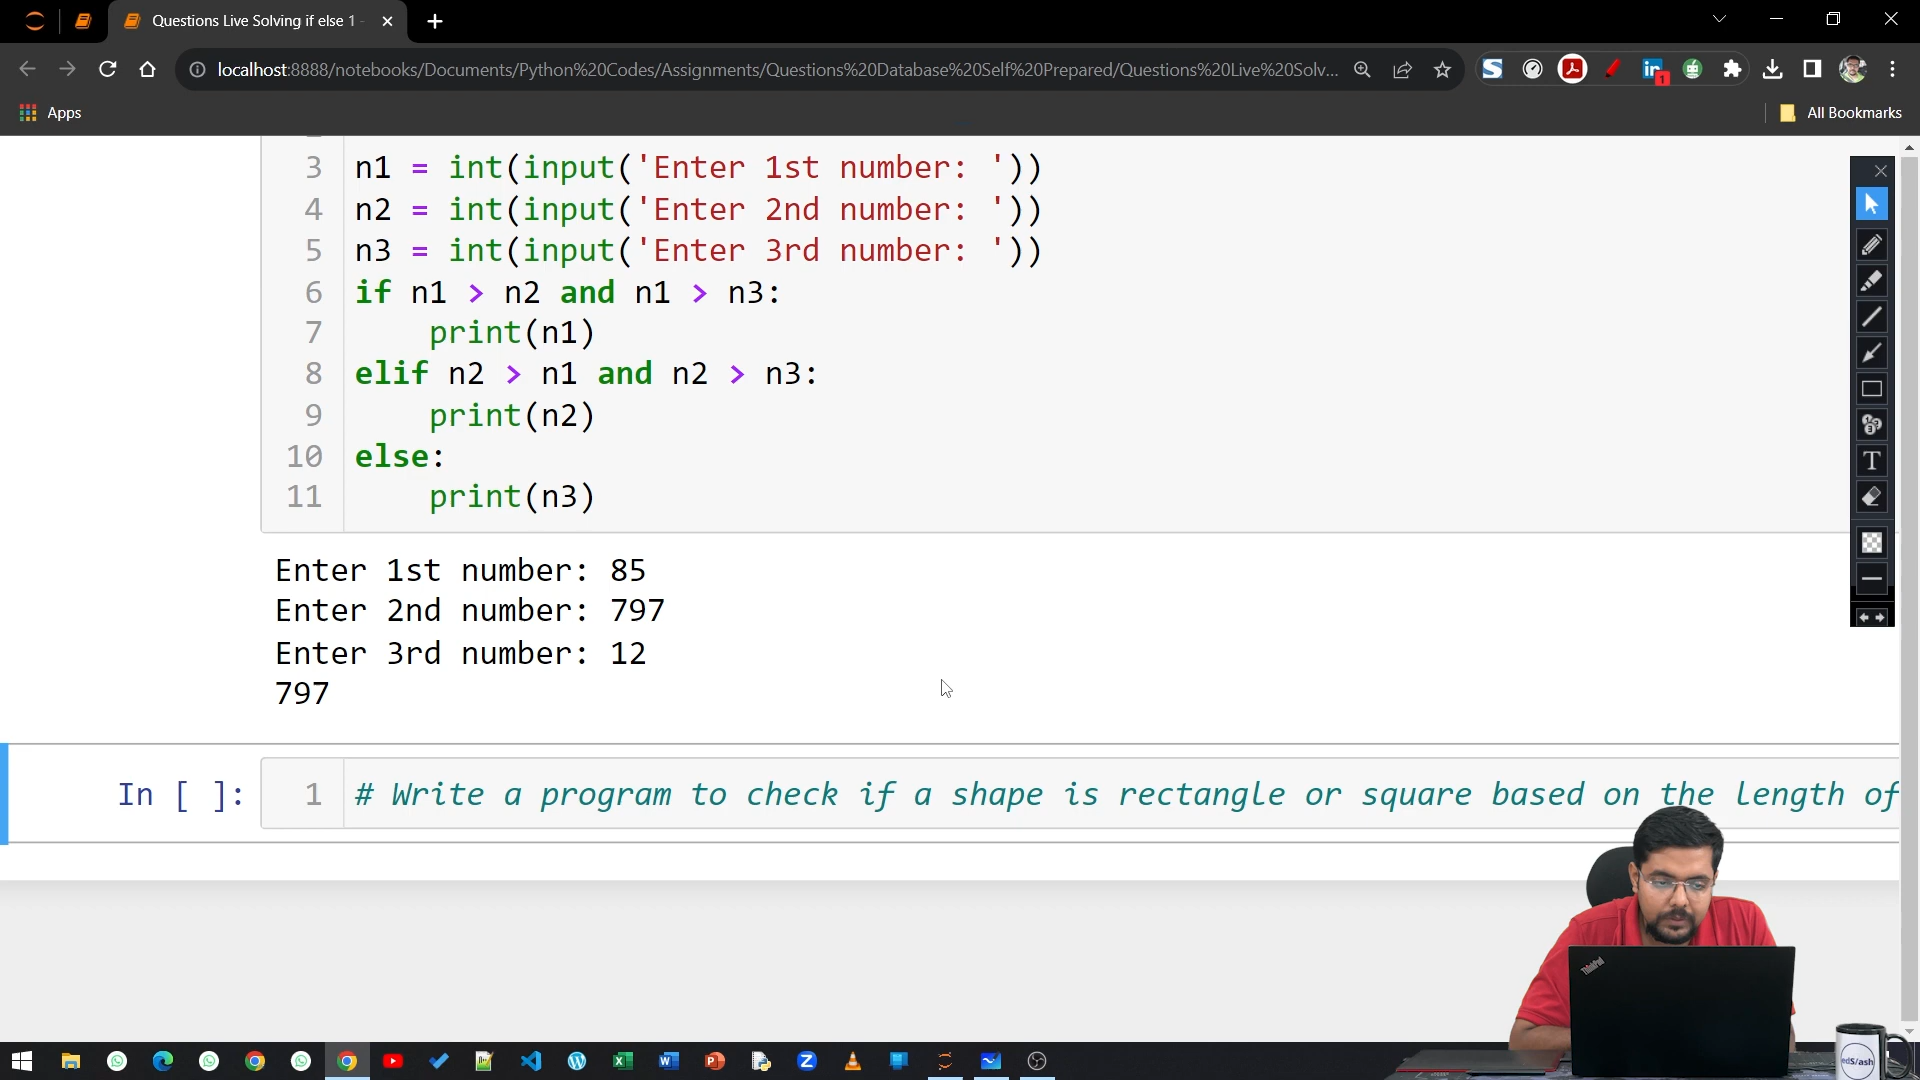 Questions Live Solving if else 1 -
localhost:8888/notebooks/Documents/Python%20Codes/Assignments/Questions%20Database%20Self%20Prepared/Questions%20Live%20Solv...
1
Apps
All Bookmarks
3 n1 = int(input('Enter 1st number: '))
4 n2 = int(input('Enter 2nd number: '))
5 n3 = int(input('Enter 3rd number: '))
6 if n1 > n2 and n1 > n3:
7 print(n1)
8 elif n2 > n1 and n2 > n3:
9 print(n2)
10 else:
11 print(n3)
Enter 1st number: 85
Enter 2nd number: 797
Enter 3rd number: 12
797
In [ ]: 1 # Write a program to check if a shape is rectangle or square based on the length of
ThinkPad
edS/ash